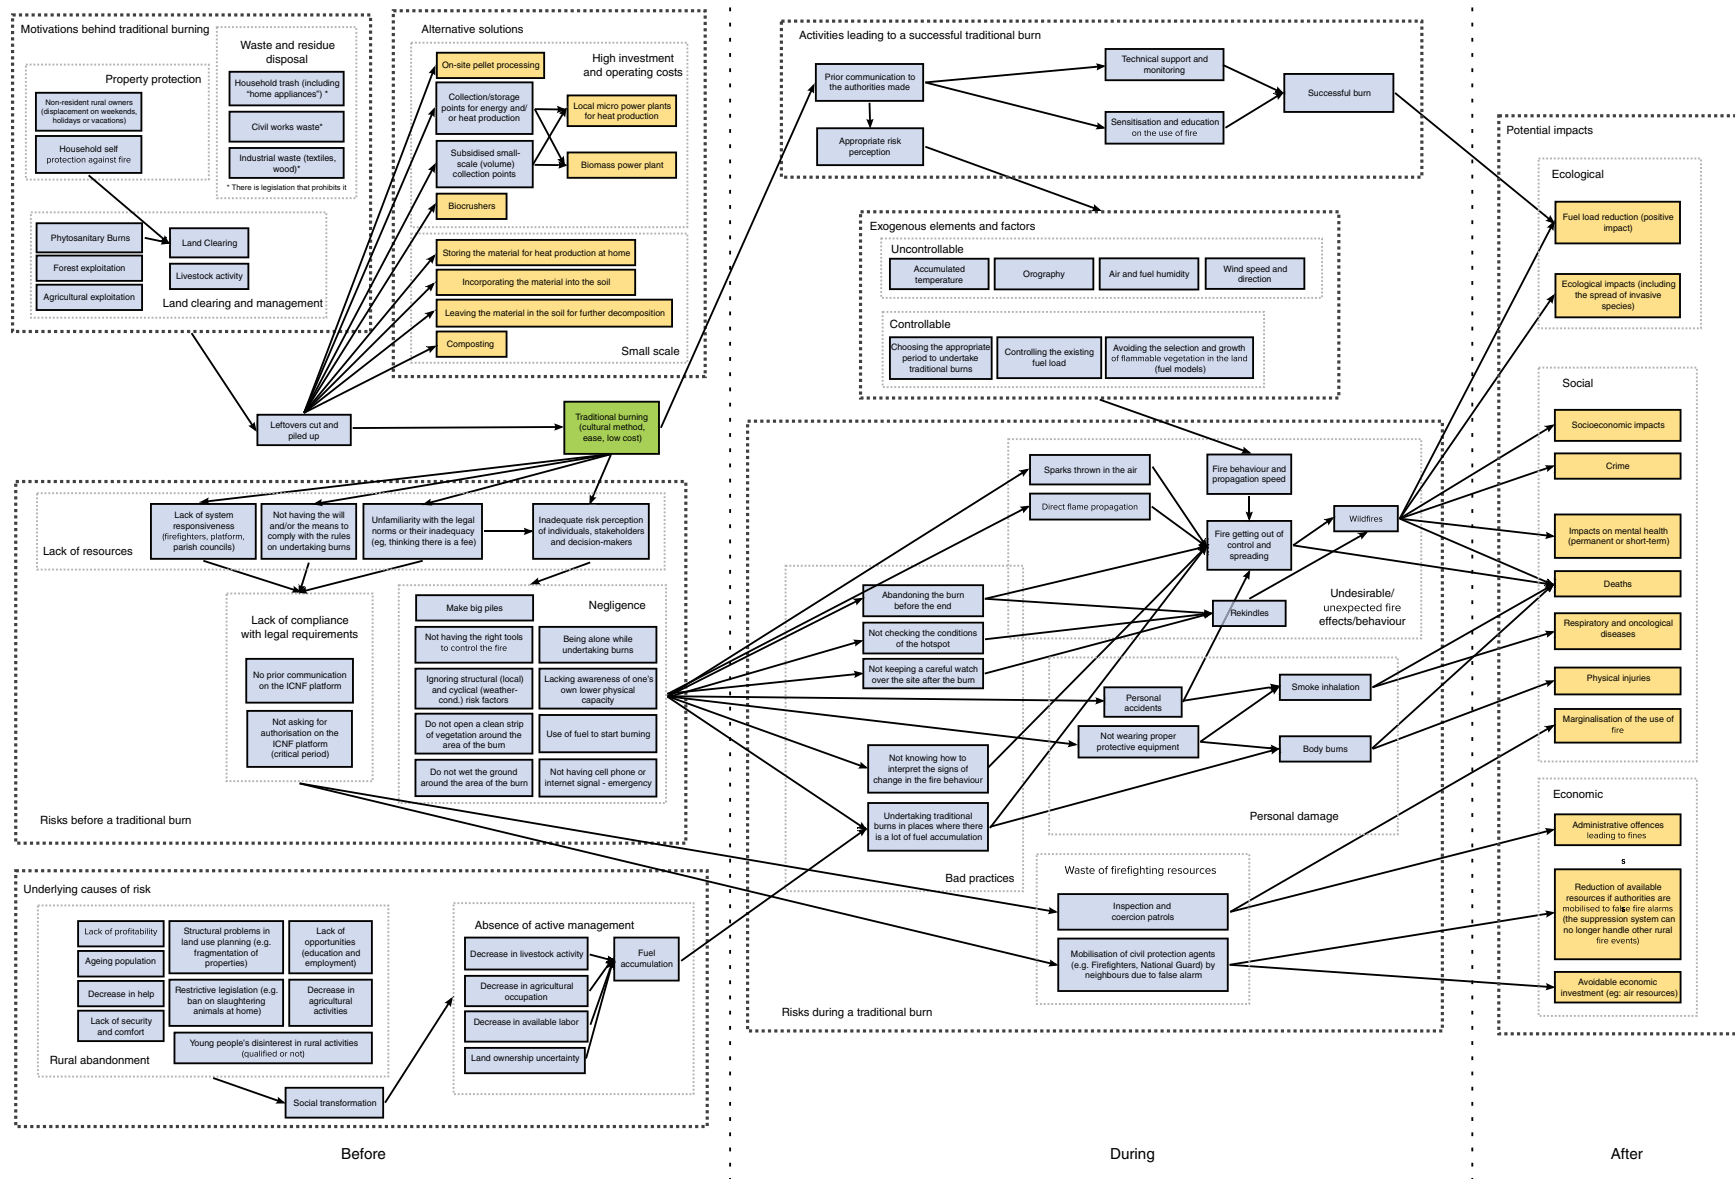 Motivations behind traditional burning
Property protection
Non-resident rural owners
(displacement on weekends,
holidays or vacations)
Household self
protection against fire
Waste and residue
disposal
Household trash (including
"home appliances") *
Civil works waste*
Industrial waste (textiles,
wood)*
* There is legislation that prohibits it
Phytosanitary Burns
Forest exploitation
Agricultural exploitation
Land Clearing
Livestock activity
Land clearing and management
Alternative solutions
High investment
and operating costs
On-site pellet processing
Collection/storage
points for energy and/
or heat production
Subsidised small-
scale (volume)
collection points
Biocrushers
Local micro power plants
for heat production
Biomass power plant
Storing the material for heat production at home
Incorporating the material into the soil
Leaving the material in the soil for further decomposition
Composting
Small scale
Leftovers cut and
piled up
Traditional burning
(cultural method,
ease, low cost)
Lack of resources
Lack of system
responsiveness
(firefighters, platform,
parish councils)
Not having the will
and/or the means to
comply with the rules
on undertaking burns
Unfamiliarity with the legal
norms or their inadequacy
(eg, thinking there is a fee)
Inadequate risk perception
of individuals, stakeholders
and decision-makers
Lack of compliance
with legal requirements
No prior communication
on the ICNF platform
Not asking for
authorisation on the
ICNF platform
(critical period)
Negligence
Make big piles
Not having the right tools
to control the fire
Being alone while
undertaking burns
Ignoring structural (local)
and cyclical (weather-
cond.) risk factors
Lacking awareness of one's
own lower physical
capacity
Do not open a clean strip
of vegetation around the
area of the burn
Use of fuel to start burning
Do not wet the ground
around the area of the burn
Not having cell phone or
internet signal - emergency
Risks before a traditional burn
Underlying causes of risk
Lack of profitability
Ageing population
Decrease in help
Lack of security
and comfort
Structural problems in
land use planning (e.g.
fragmentation of
properties)
Restrictive legislation (e.g.
ban on slaughtering
animals at home)
Lack of
opportunities
(education and
employment)
Decrease in
agricultural
activities
Young people's disinterest in rural activities
(qualified or not)
Rural abandonment
Social transformation
Absence of active management
Decrease in livestock activity
Decrease in agricultural
occupation
Decrease in available labor
Land ownership uncertainty
Fuel
accumulation
Before
Activities leading to a successful traditional burn
Prior communication to
the authorities made
Appropriate risk
perception
Technical support and
monitoring
Sensitisation and education
on the use of fire
Successful burn
Exogenous elements and factors
Uncontrollable
Accumulated
temperature
Orography
Air and fuel humidity
Wind speed and
direction
Controllable
Choosing the appropriate
period to undertake
traditional burns
Controlling the existing
fuel load
Avoiding the selection and growth
of flammable vegetation in the land
(fuel models)
Sparks thrown in the air
Direct flame propagation
Fire behaviour and
propagation speed
Fire getting out of
control and
spreading
Wildfires
Rekindles
Undesirable/
unexpected fire
effects/behaviour
Abandoning the burn
before the end
Not checking the conditions
of the hotspot
Not keeping a careful watch
over the site after the burn
Not knowing how to
interpret the signs of
change in the fire behaviour
Undertaking traditional
burns in places where there
is a lot of fuel accumulation
Bad practices
Personal
accidents
Not wearing proper
protective equipment
Smoke inhalation
Body burns
Personal damage
Waste of firefighting resources
Inspection and
coercion patrols
Mobilisation of civil protection agents
(e.g. Firefighters, National Guard) by
neighbours due to false alarm
Risks during a traditional burn
During
Potential impacts
Ecological
Fuel load reduction (positive
impact)
Ecological impacts (including
the spread of invasive
species)
Social
Socioeconomic impacts
Crime
Impacts on mental health
(permanent or short-term)
Deaths
Respiratory and oncological
diseases
Physical injuries
Marginalisation of the use of
fire
Economic
Administrative offences
leading to fines
s
Reduction of available
resources if authorities are
mobilised to false fire alarms
(the suppression system can
no longer handle other rural
fire events)
Avoidable economic
investment (eg: air resources)
After